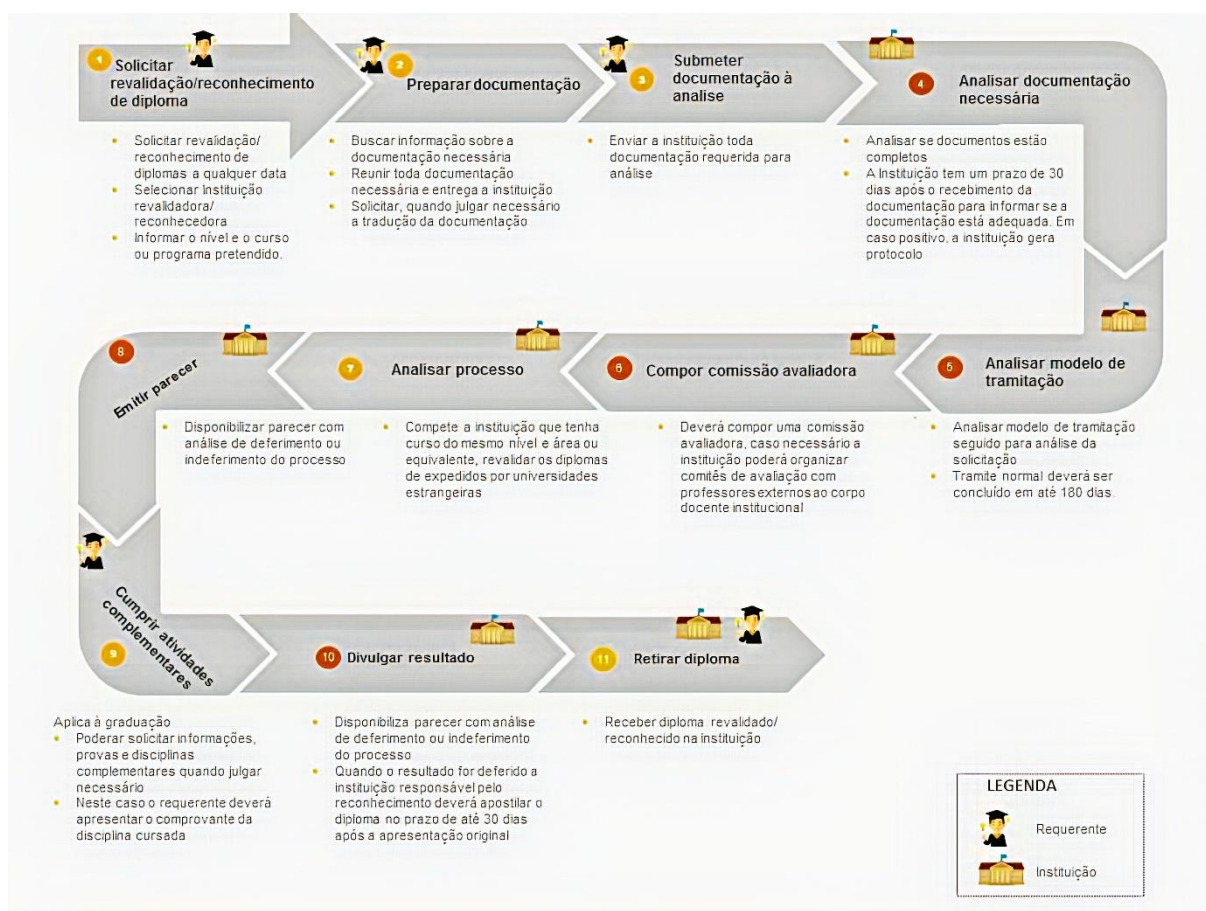 1
Solicitar
revalidação/reconhecimento
de diploma
• Solicitar revalidação/
reconhecimento de
diplomas a qualquer data
• Selecionar Instituição
revalidadora/
reconhecedora
• Informar o nível e o curso
ou programa pretendido.
2
Preparar documentação
• Buscar informação sobre a
documentação necessária
• Reunir toda documentação
necessária e entrega a instituição
• Solicitar, quando julgar necessário
a tradução da documentação
3
Submeter
documentação à
analise
• Enviar a instituição toda
documentação requerida para
análise
4
Analisar documentação
necessária
• Analisar se documentos estão
completos
• A Instituição tem um prazo de 30
dias após o recebimento da
documentação para informar se a
documentação está adequada. Em
caso positivo, a instituição gera
protocolo
5
Analisar modelo de
tramitação
• Analisar modelo de tramitação
seguido para análise da
solicitação
• Tramite normal deverá ser
concluído em até 180 dias.
6
Compor comissão avaliadora
• Deverá compor uma comissão
avaliadora, caso necessário a
instituição poderá organizar
comitês de avaliação com
professores externos ao corpo
docente institucional
7
Analisar processo
• Compete a instituição que tenha
curso do mesmo nível e área ou
equivalente, revalidar os diplomas
de expedidos por universidades
estrangeiras
8
Emitir parecer
• Disponibilizar parecer com
análise de deferimento ou
indeferimento do processo
9
Cumprir atividades
complementares
Aplica à graduação
• Poderar solicitar informações,
provas e disciplinas
complementares quando julgar
necessário
• Neste caso o requerente deverá
apresentar o comprovante da
disciplina cursada
10
Divulgar resultado
• Disponibiliza parecer com análise
de deferimento ou indeferimento
do processo
• Quando o resultado for deferido a
instituição responsável pelo
reconhecimento deverá apostilar o
diploma no prazo de até 30 dias
após a apresentação original
11
Retirar diploma
• Receber diploma revalidado/
reconhecido na instituição
LEGENDA
Requerente
Instituição